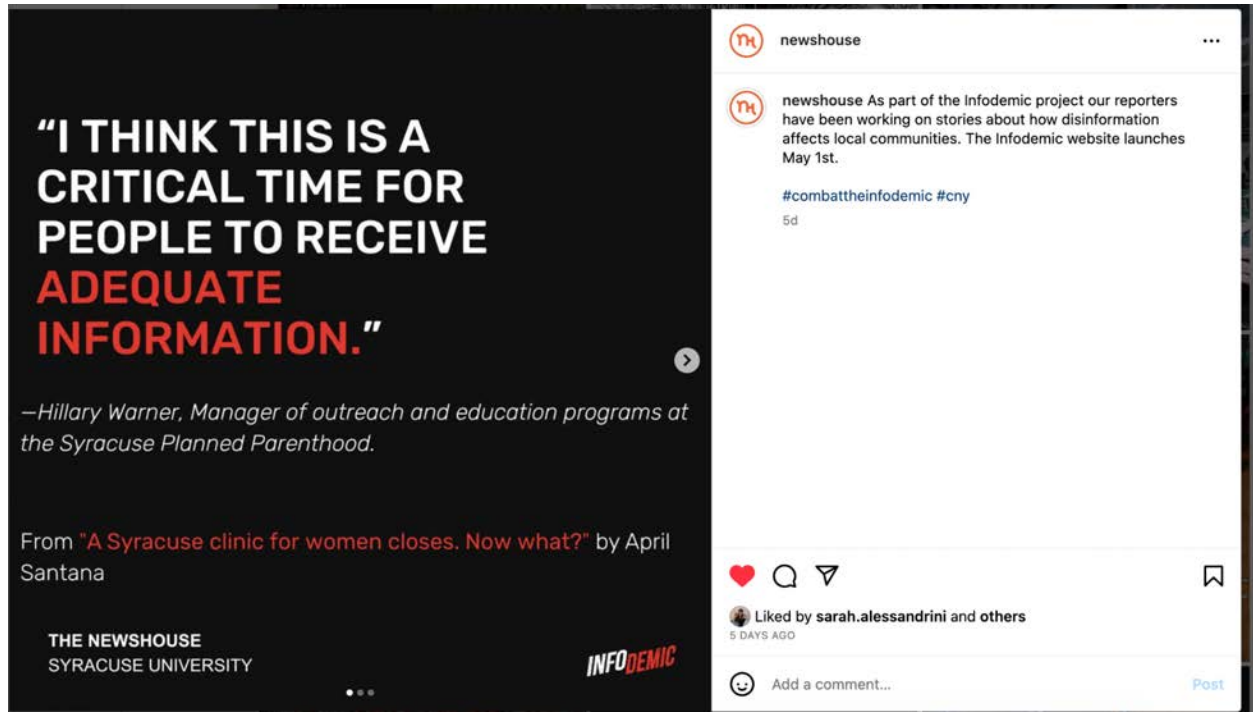 “I THINK THIS IS A
CRITICAL TIME FOR
PEOPLE TO RECEIVE
ADEQUATE
INFORMATION.”
—Hillary Warner, Manager of outreach and education programs at
the Syracuse Planned Parenthood.
From "A Syracuse clinic for women closes. Now what?" by April
Santana
THE NEWSHOUSE
SYRACUSE UNIVERSITY
INFODEMIC
newshouse
newshouse As part of the Infodemic project our reporters
have been working on stories about how disinformation
affects local communities. The Infodemic website launches
May 1st.
#combattheinfodemic #cny
5d
Liked by sarah.alessandrini and others
5 DAYS AGO
Add a comment...
Post